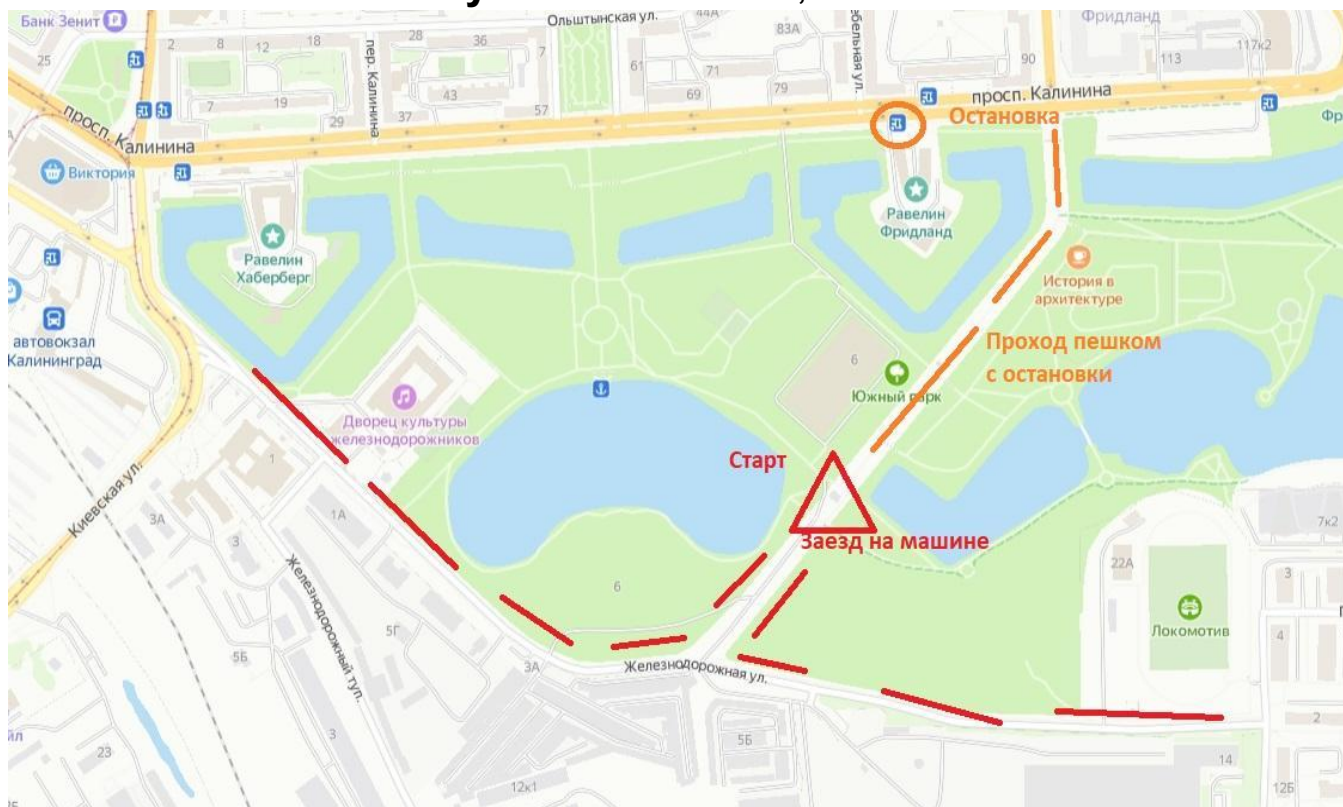 Банк Зенит
Ольштынская ул.
44А
83А
Фридланд
2
8
12
18
28
36
7
25
пер. Калинина
61
71
79
90
113
117к2
7
19
29
37
43
57
69
просп. Калинина
просп. Калинина
Остановка
Виктория
Равелин
Фридланд
Равелин
Хаберберг
История в
архитектуре
автовокзал
Калининград
Проход пешком
с остановки
6
Южный парк
Дворец культуры
железнодорожников
Старт
Киевская ул.
1
1А
3А
3
Заезд на машине
7к2
22А
3
Локомотив
4
6
5Г
5Б
Железнодорожный туп.
3А
Железнодорожная ул.
2
3
5Б
23
14
12к1
12Б